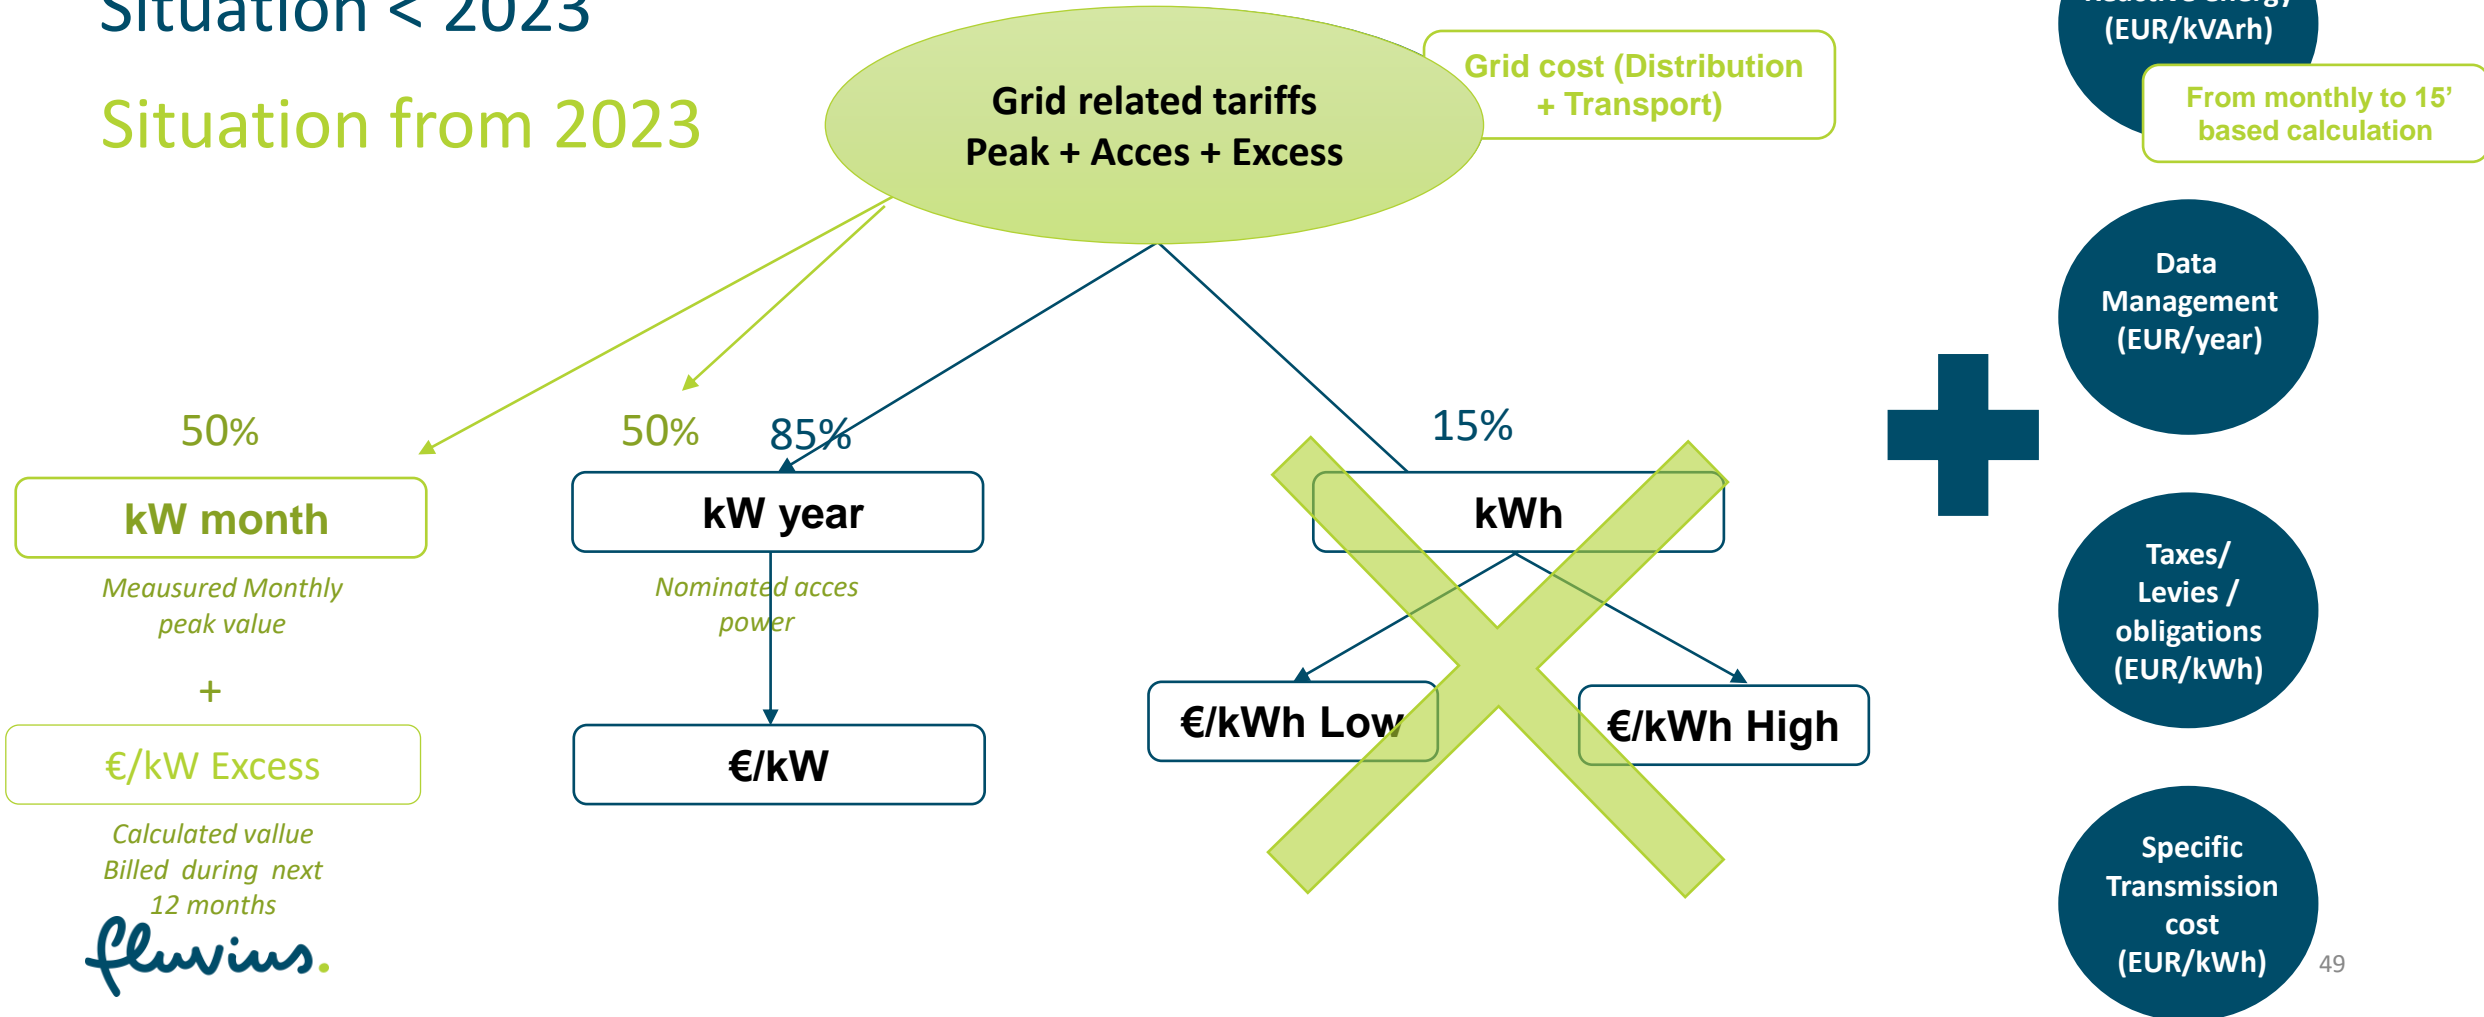 Situation < 2023
Situation from 2023
Grid related tariffs
Peak + Acces + Excess
Grid cost (Distribution
+ Transport)
Reactive energy
(EUR/kVArh)
From monthly to 15’
based calculation
Data
Management
(EUR/year)
50%
50%
85%
15%
kW month
kW year
kWh
Meausured Monthly
peak value
Nominated acces
power
Taxes/
Levies /
obligations
(EUR/kWh)
+
€/kW Excess
€/kW
€/kWh Low
€/kWh High
Calculated vallue
Billed during next
12 months
Specific
Transmission
cost
(EUR/kWh)
fluvius.
49